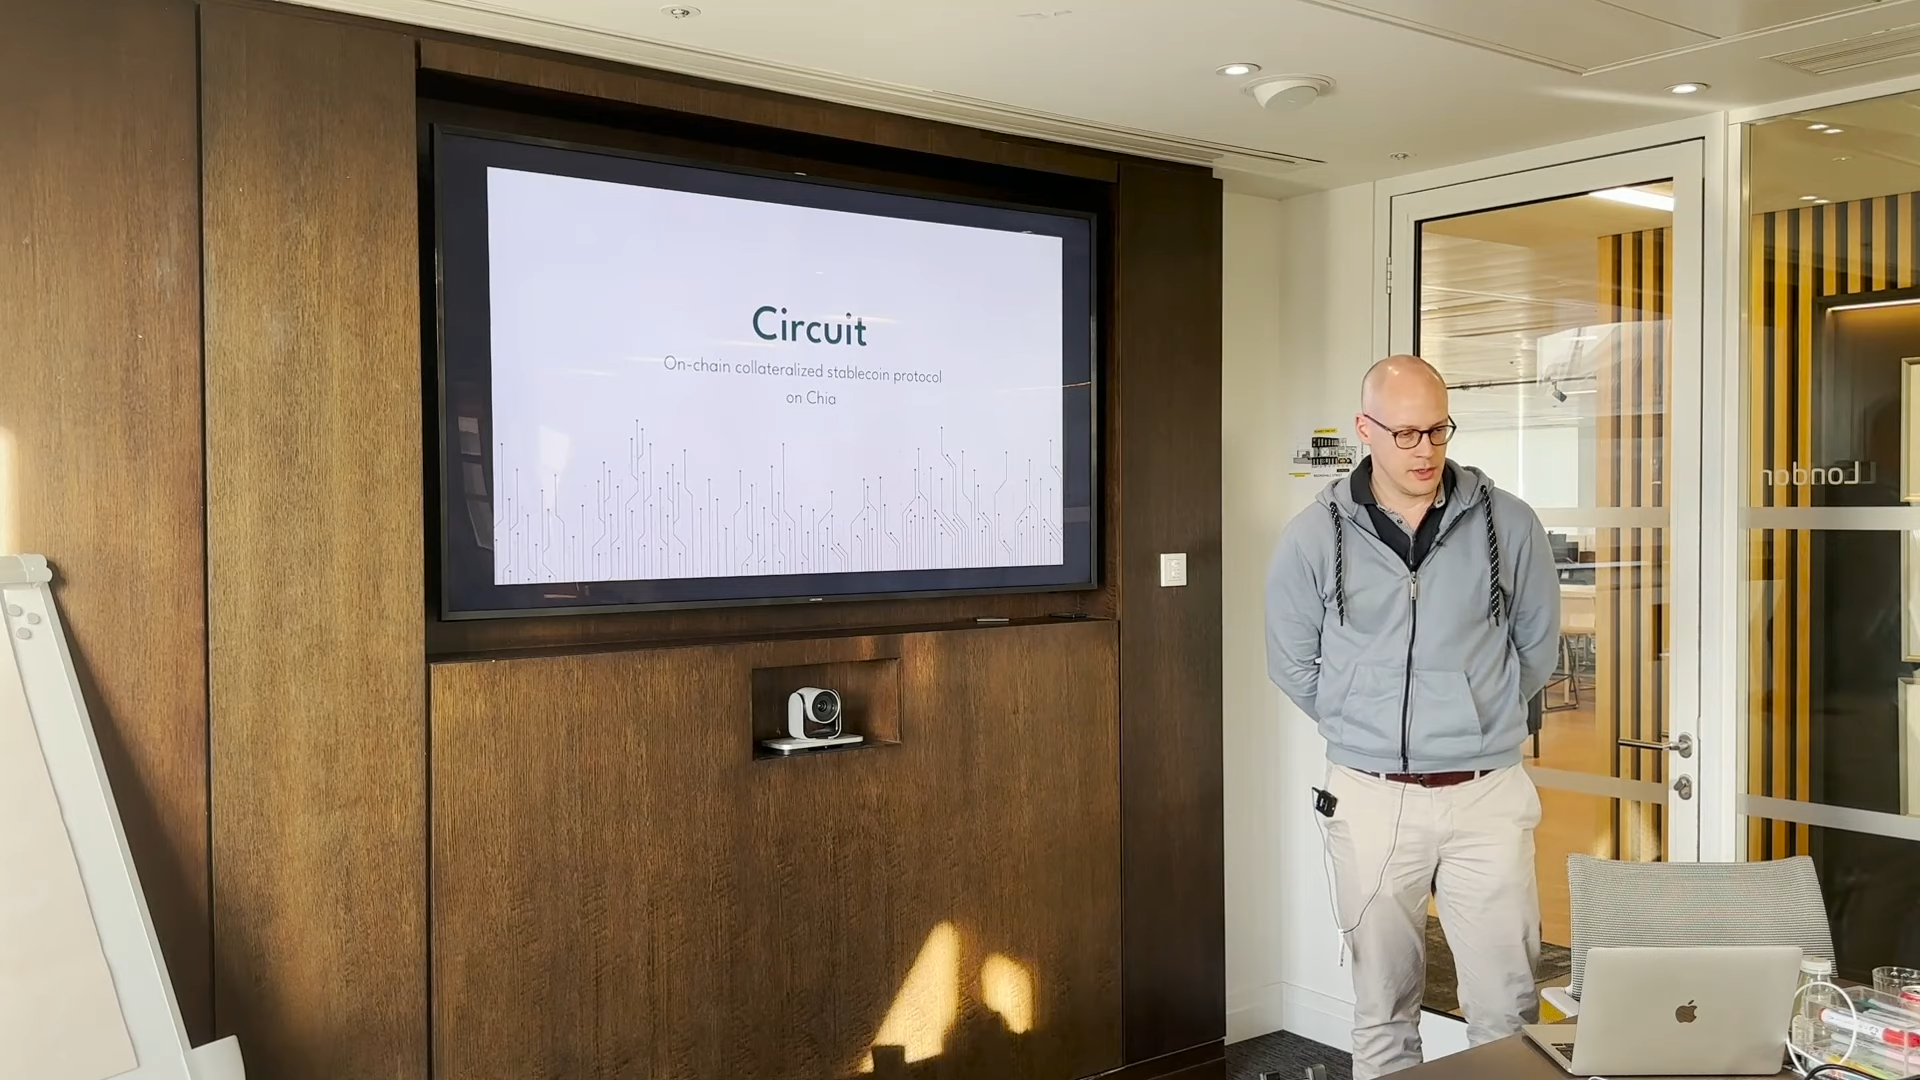 Circuit
On-chain collateralized stablecoin protocol
on Chia
London